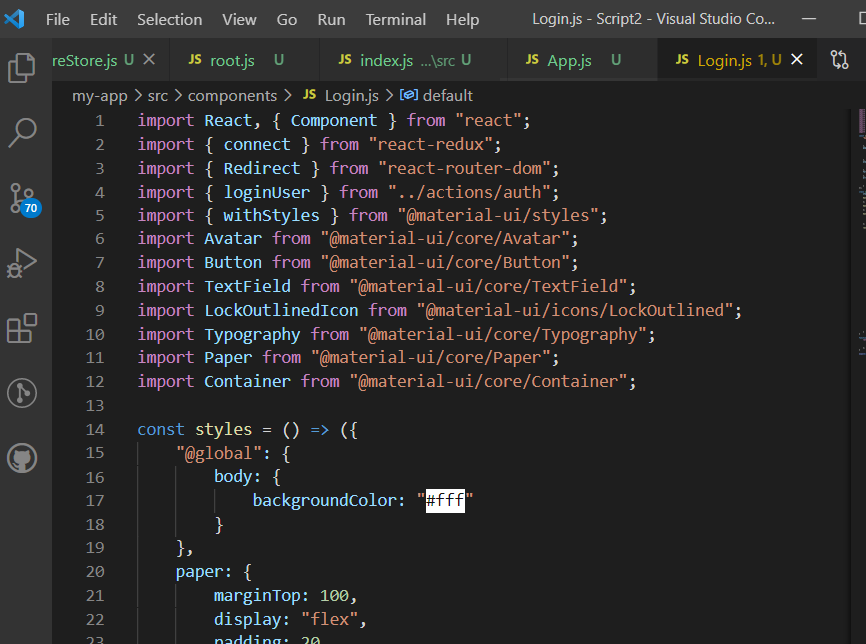 File Edit Selection View Go Run Terminal Help Login.js - Script2 - Visual Studio Co...
reStore.js U JS root.js U JS index.js ...\src U JS App.js U JS Login.js 1, U
my-app > src > components > JS Login.js > default
1 import React, { Component } from "react";
2 import { connect } from "react-redux";
3 import { Redirect } from "react-router-dom";
4 import { loginUser } from "../actions/auth";
5 import { withStyles } from "@material-ui/styles";
6 import Avatar from "@material-ui/core/Avatar";
7 import Button from "@material-ui/core/Button";
8 import TextField from "@material-ui/core/TextField";
9 import LockOutlinedIcon from "@material-ui/icons/LockOutlined";
10 import Typography from "@material-ui/core/Typography";
11 import Paper from "@material-ui/core/Paper";
12 import Container from "@material-ui/core/Container";
13
14 const styles = () => ({
15 "@global": {
16 body: {
17 backgroundColor: "#fff"
18 }
19 },
20 paper: {
21 marginTop: 100,
22 display: "flex",
23 padding: 20
70